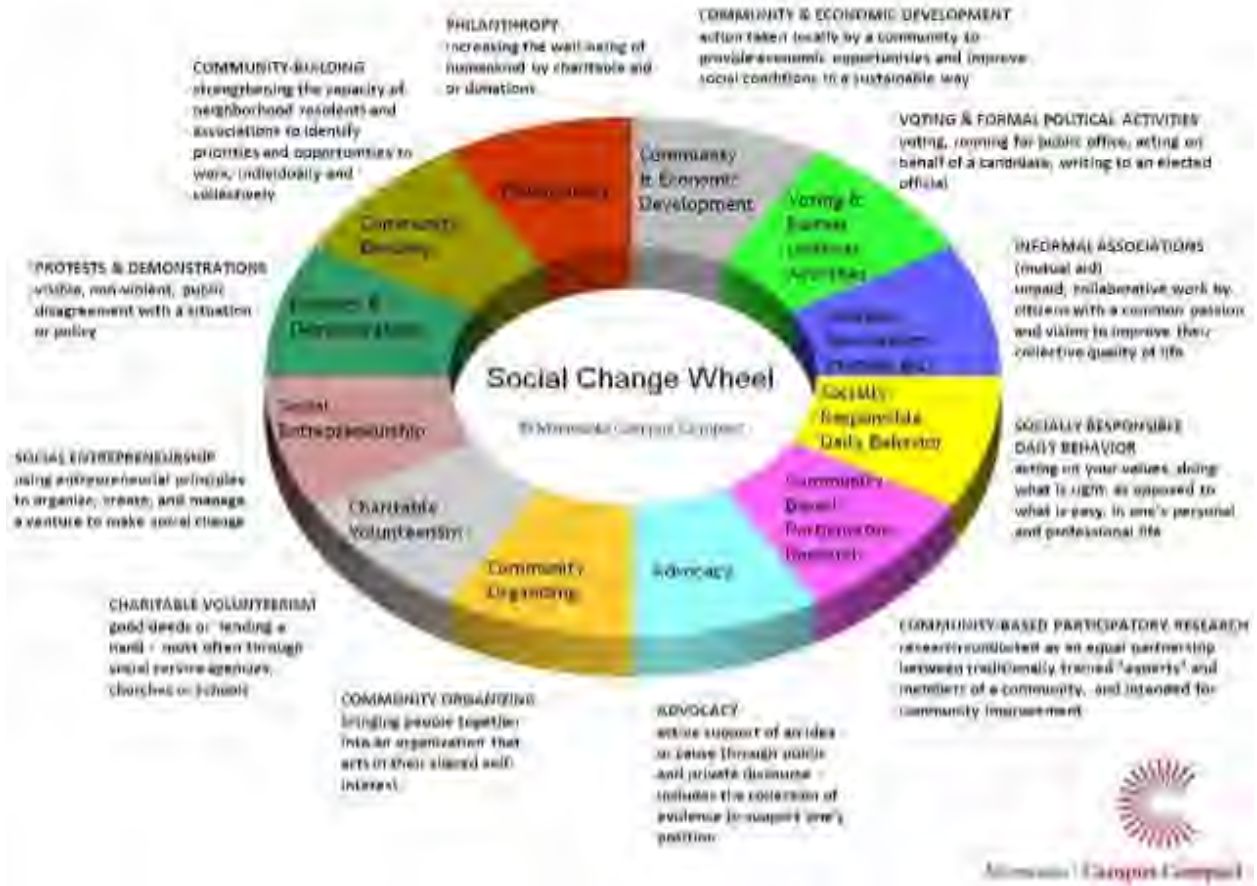 PHILANTHROPY
increasing the well-being of
humankind by charitable aid
or donations
COMMUNITY & ECONOMIC DEVELOPMENT
action taken locally by a community to
provide economic opportunities and improve
social conditions in a sustainable way
COMMUNITY-BUILDING
strengthening the capacity of
neighborhood residents and
associations to identify
priorities and opportunities to
work, individually and
collectively
VOTING & FORMAL POLITICAL ACTIVITIES
voting, running for public office, acting on
behalf of a candidate, writing to an elected
official
INFORMAL ASSOCIATIONS
(mutual aid)
unpaid, collaborative work by
citizens with a common passion
and vision to improve their
collective quality of life
PROTESTS & DEMONSTRATIONS
visible, non-violent, public
disagreement with a situation
or policy
Community
& Economic
Development
Voting &
Community
Social Change Wheel
Minnesota Campus Compact
Social
Entrepreneurship
Socially
Responsible
Daily Behavior
Community
Based
Charitable
Volunteerism
Community
Organizing
Advocacy
SOCIALLY RESPONSIBLE
DAILY BEHAVIOR
acting on your values, doing
what is right, as opposed to
what is easy, in one's personal
and professional life
SOCIAL ENTREPRENEURSHIP
using entrepreneurial principles
to organize, create, and manage
a venture to make social change
CHARITABLE VOLUNTEERISM
good deeds or lending a
hand - most often through
social service agencies,
churches or schools
COMMUNITY ORGANIZING
bringing people together
into an organization that
acts in their shared self-
interest
ADVOCACY
active support of an idea
or cause through public
and private discourse
includes the collection of
evidence to support one's
position
COMMUNITY-BASED PARTICIPATORY RESEARCH
research conducted as an equal partnership
between traditionally trained "experts" and
members of a community, and intended for
community improvement
Minnesota Campus Compact